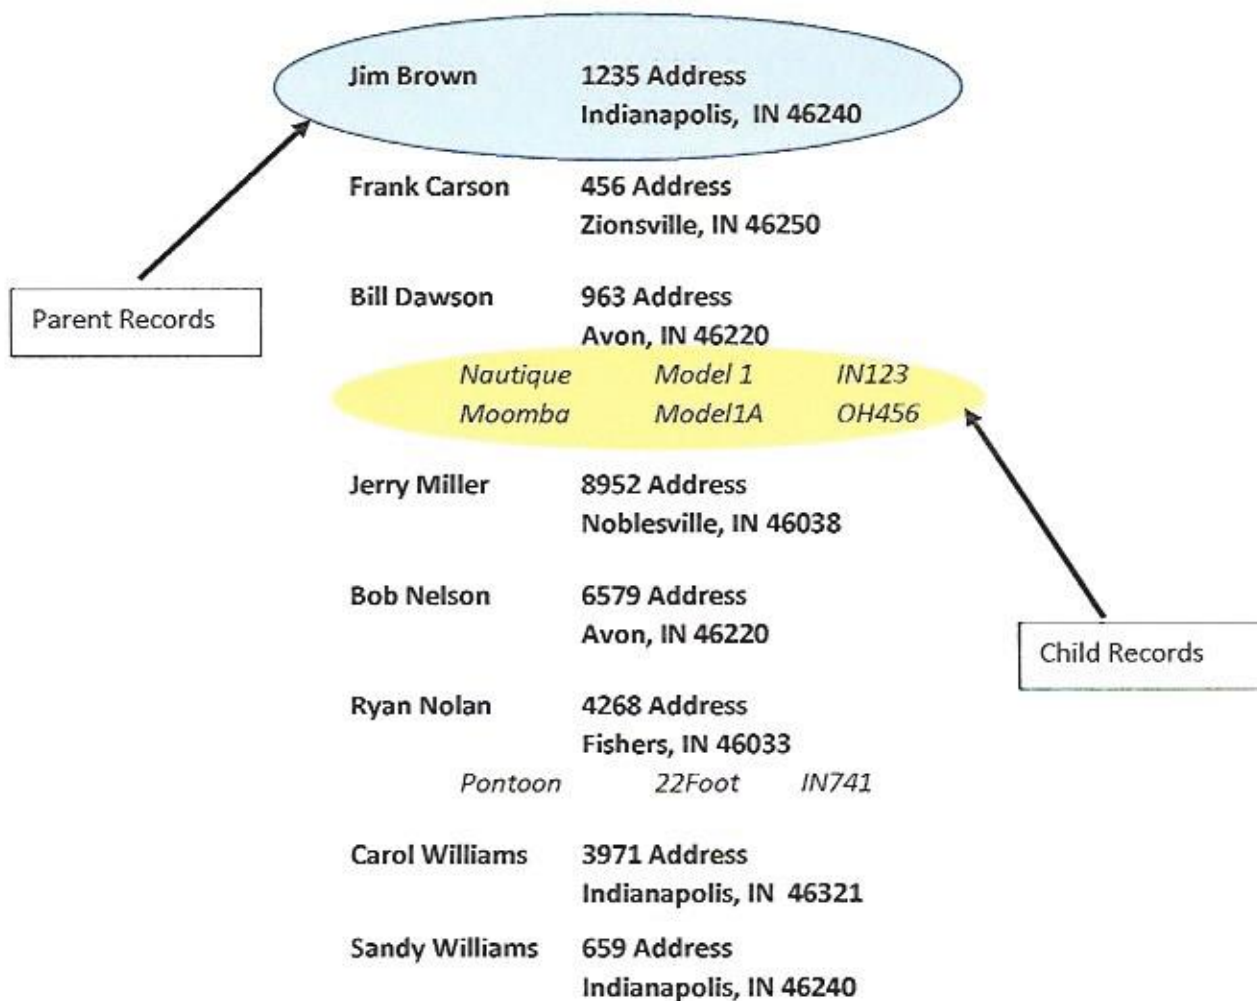 Jim Brown 1235 Address
Indianapolis, IN 46240
Frank Carson 456 Address
Zionsville, IN 46250
Parent Records
Bill Dawson 963 Address
Avon, IN 46220
Nautique Model 1 IN123
Moomba Model1A OH456
Jerry Miller 8952 Address
Noblesville, IN 46038
Bob Nelson 6579 Address
Avon, IN 46220
Child Records
Ryan Nolan 4268 Address
Fishers, IN 46033
Pontoon 22Foot IN741
Carol Williams 3971 Address
Indianapolis, IN 46321
Sandy Williams 659 Address
Indianapolis, IN 46240